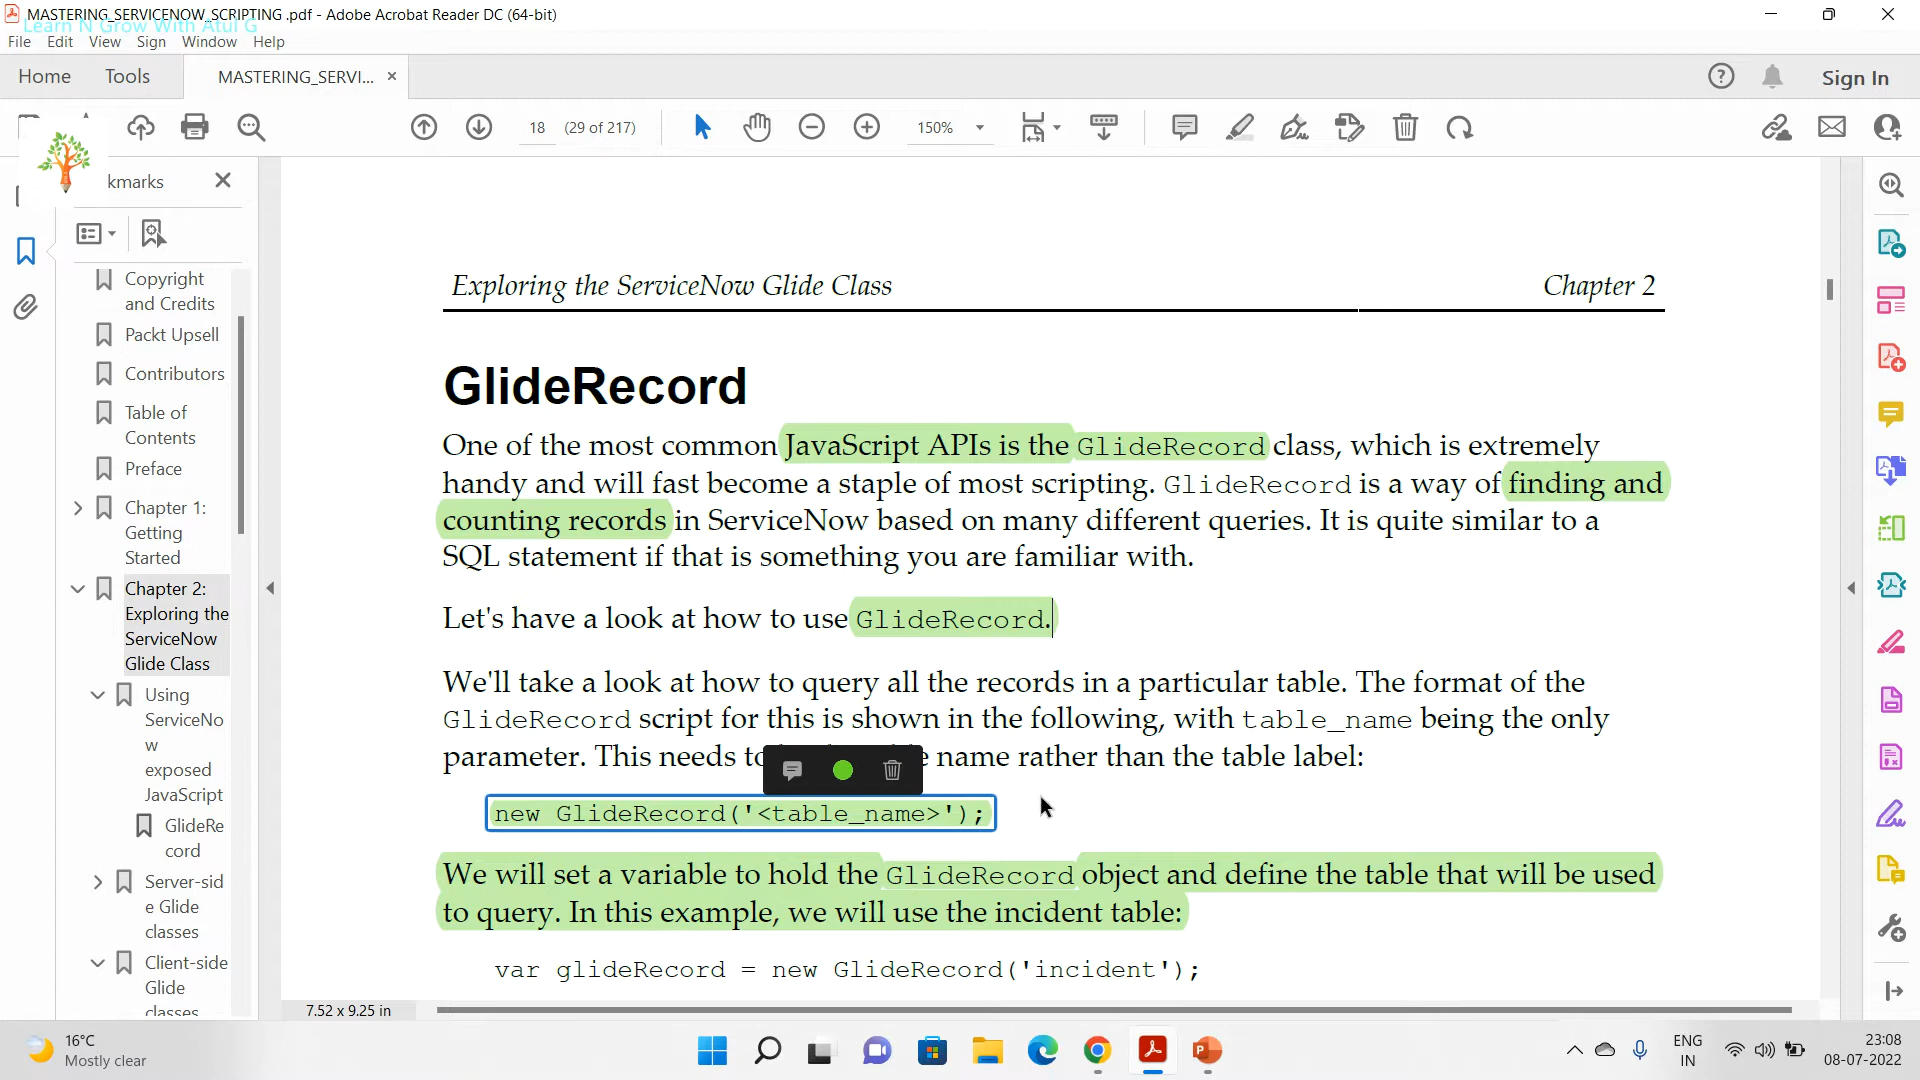 MASTERING_SERVICENOW_SCRIPTING .pdf - Adobe Acrobat Reader DC (64-bit)
Learn N Grow With Atul G
File Edit View Sign Window Help
Home Tools MASTERING_SERVI... Sign In
18 (29 of 217) 150%
kmarks
Copyright
and Credits
Packt Upsell
Contributors
Table of
Contents
Preface
Chapter 1:
Getting
Started
Chapter 2:
Exploring the
ServiceNow
Glide Class
Using
ServiceNo
w
exposed
JavaScript
GlideRe
cord
Server-sid
e Glide
classes
Client-side
Glide
classes
Exploring the ServiceNow Glide Class Chapter 2
GlideRecord
One of the most common JavaScript APIs is the GlideRecord class, which is extremely
handy and will fast become a staple of most scripting. GlideRecord is a way of finding and
counting records in ServiceNow based on many different queries. It is quite similar to a
SQL statement if that is something you are familiar with.
Let's have a look at how to use GlideRecord.
We'll take a look at how to query all the records in a particular table. The format of the
GlideRecord script for this is shown in the following, with table_name being the only
parameter. This needs to name rather than the table label:
new GlideRecord('<table_name>');
We will set a variable to hold the GlideRecord object and define the table that will be used
to query. In this example, we will use the incident table:
var glideRecord = new GlideRecord('incident');
7.52 x 9.25 in
16°C
Mostly clear
ENG
IN
23:08
08-07-2022